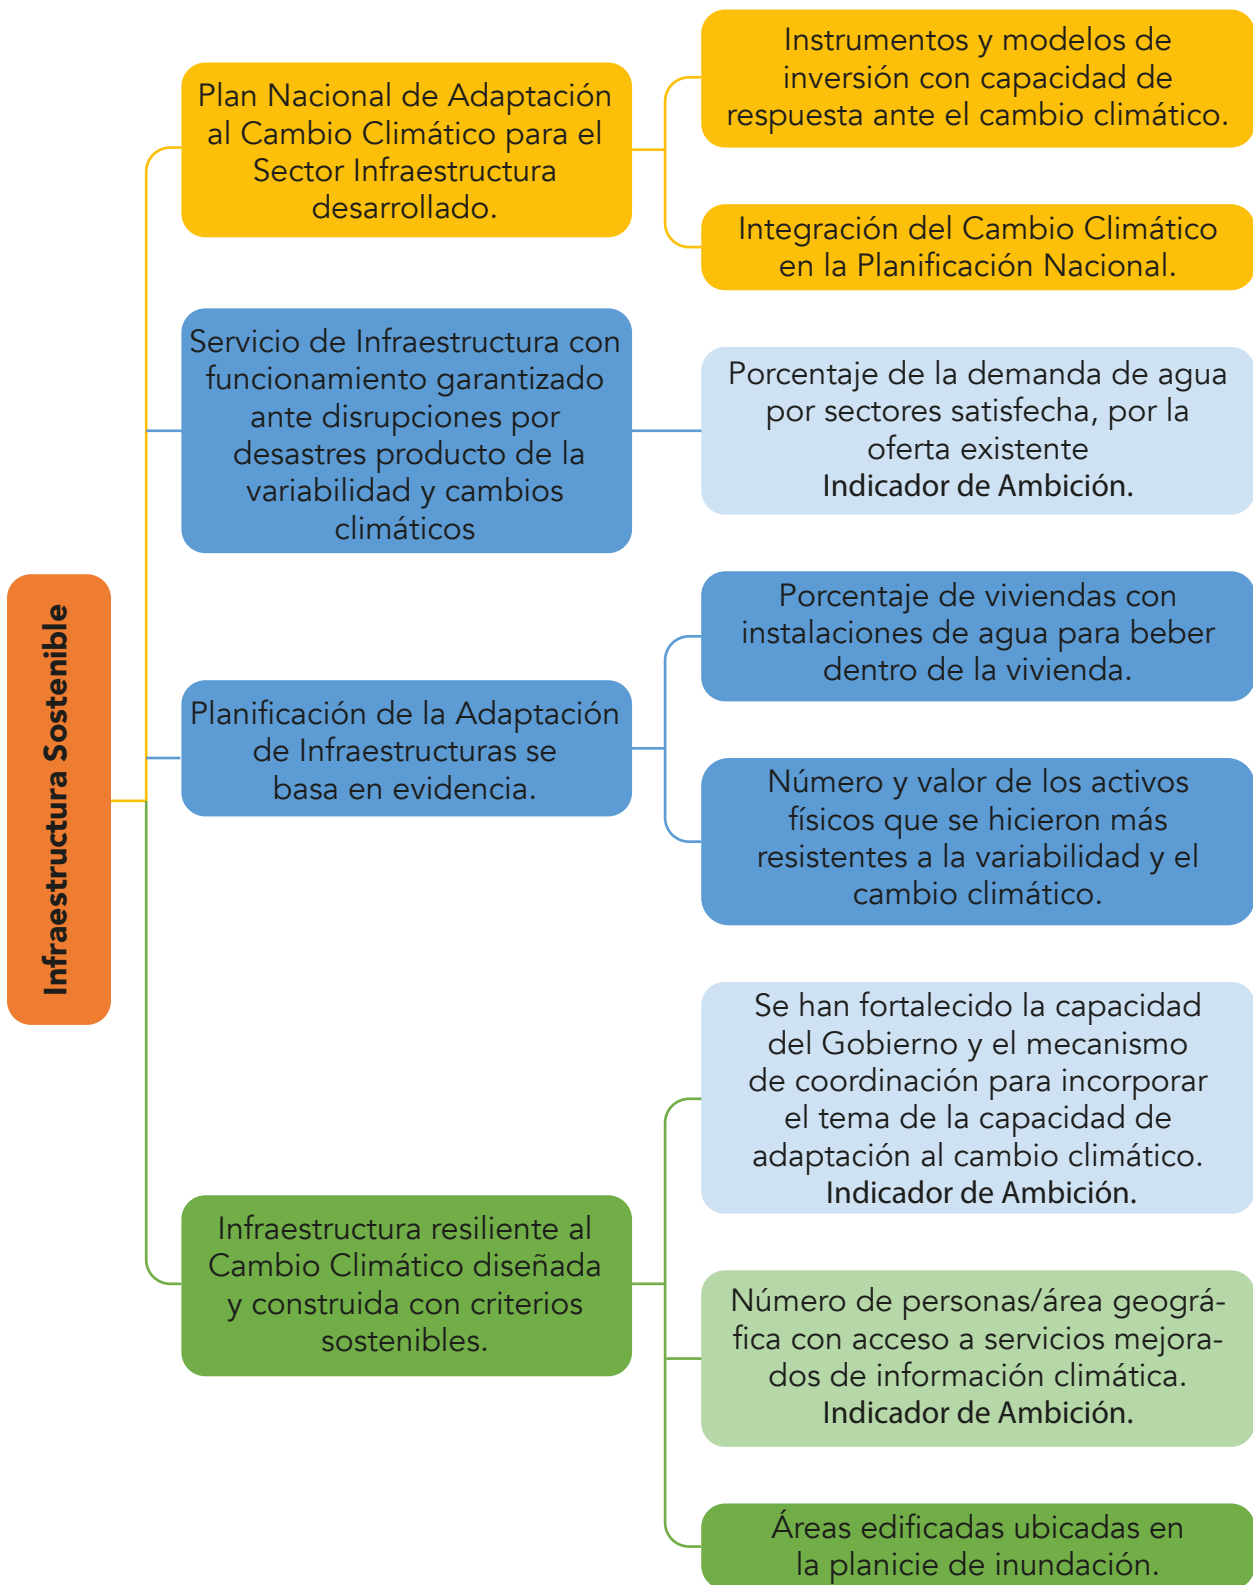 Infraestructura Sostenible
Plan Nacional de Adaptación
al Cambio Climático para el
Sector Infraestructura
desarrollado.
Instrumentos y modelos de
inversión con capacidad de
respuesta ante el cambio climático.
Integración del Cambio Climático
en la Planificación Nacional.
Servicio de Infraestructura con
funcionamiento garantizado
ante disrupciones por
desastres producto de la
variabilidad y cambios
climáticos
Porcentaje de la demanda de agua
por sectores satisfecha, por la
oferta existente
Indicador de Ambición.
Planificación de la Adaptación
de Infraestructuras se
basa en evidencia.
Porcentaje de viviendas con
instalaciones de agua para beber
dentro de la vivienda.
Número y valor de los activos
físicos que se hicieron más
resistentes a la variabilidad y el
cambio climático.
Infraestructura resiliente al
Cambio Climático diseñada
y construida con criterios
sostenibles.
Se han fortalecido la capacidad
del Gobierno y el mecanismo
de coordinación para incorporar
el tema de la capacidad de
adaptación al cambio climático.
Indicador de Ambición.
Número de personas/área geográ-
fica con acceso a servicios mejora-
dos de información climática.
Indicador de Ambición.
Áreas edificadas ubicadas en
la planicie de inundación.